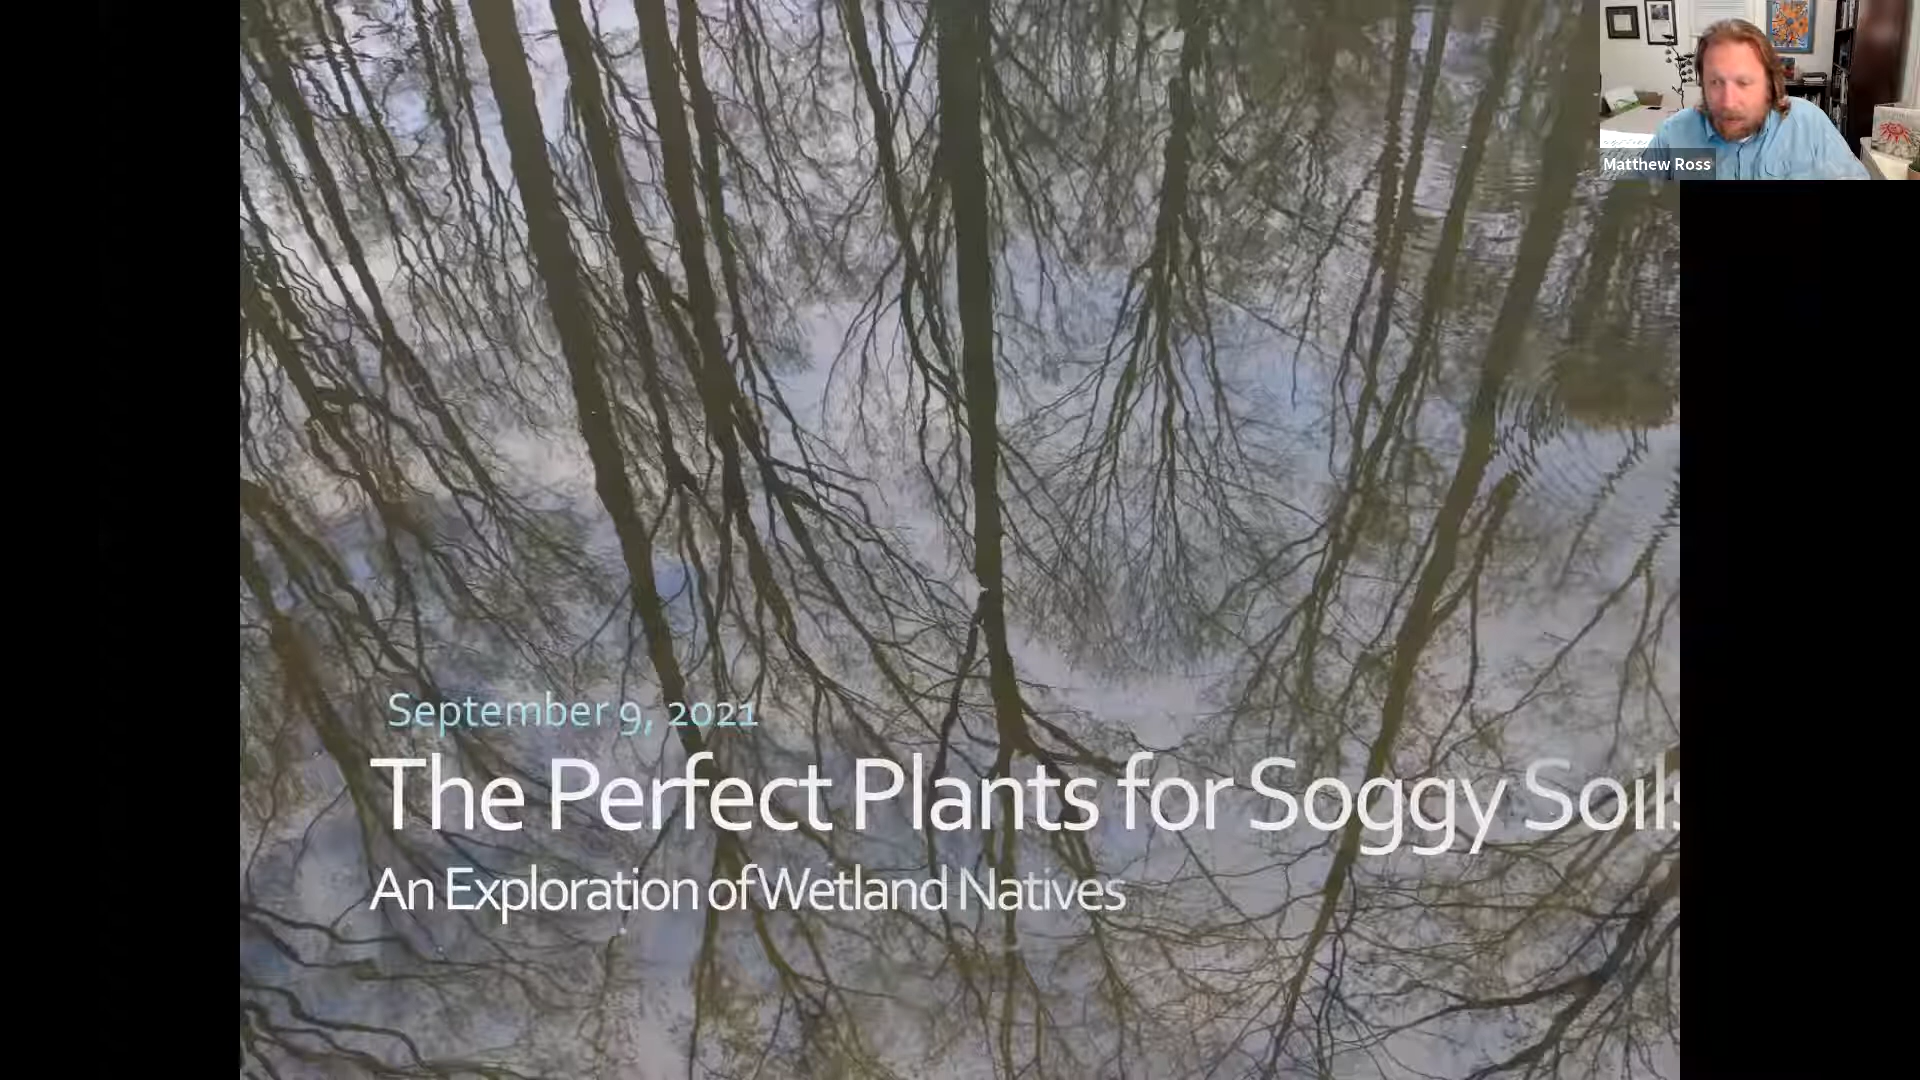 Matthew Ross
September 9, 2021
The Perfect Plants for Soggy Soils
An Exploration of Wetland Natives